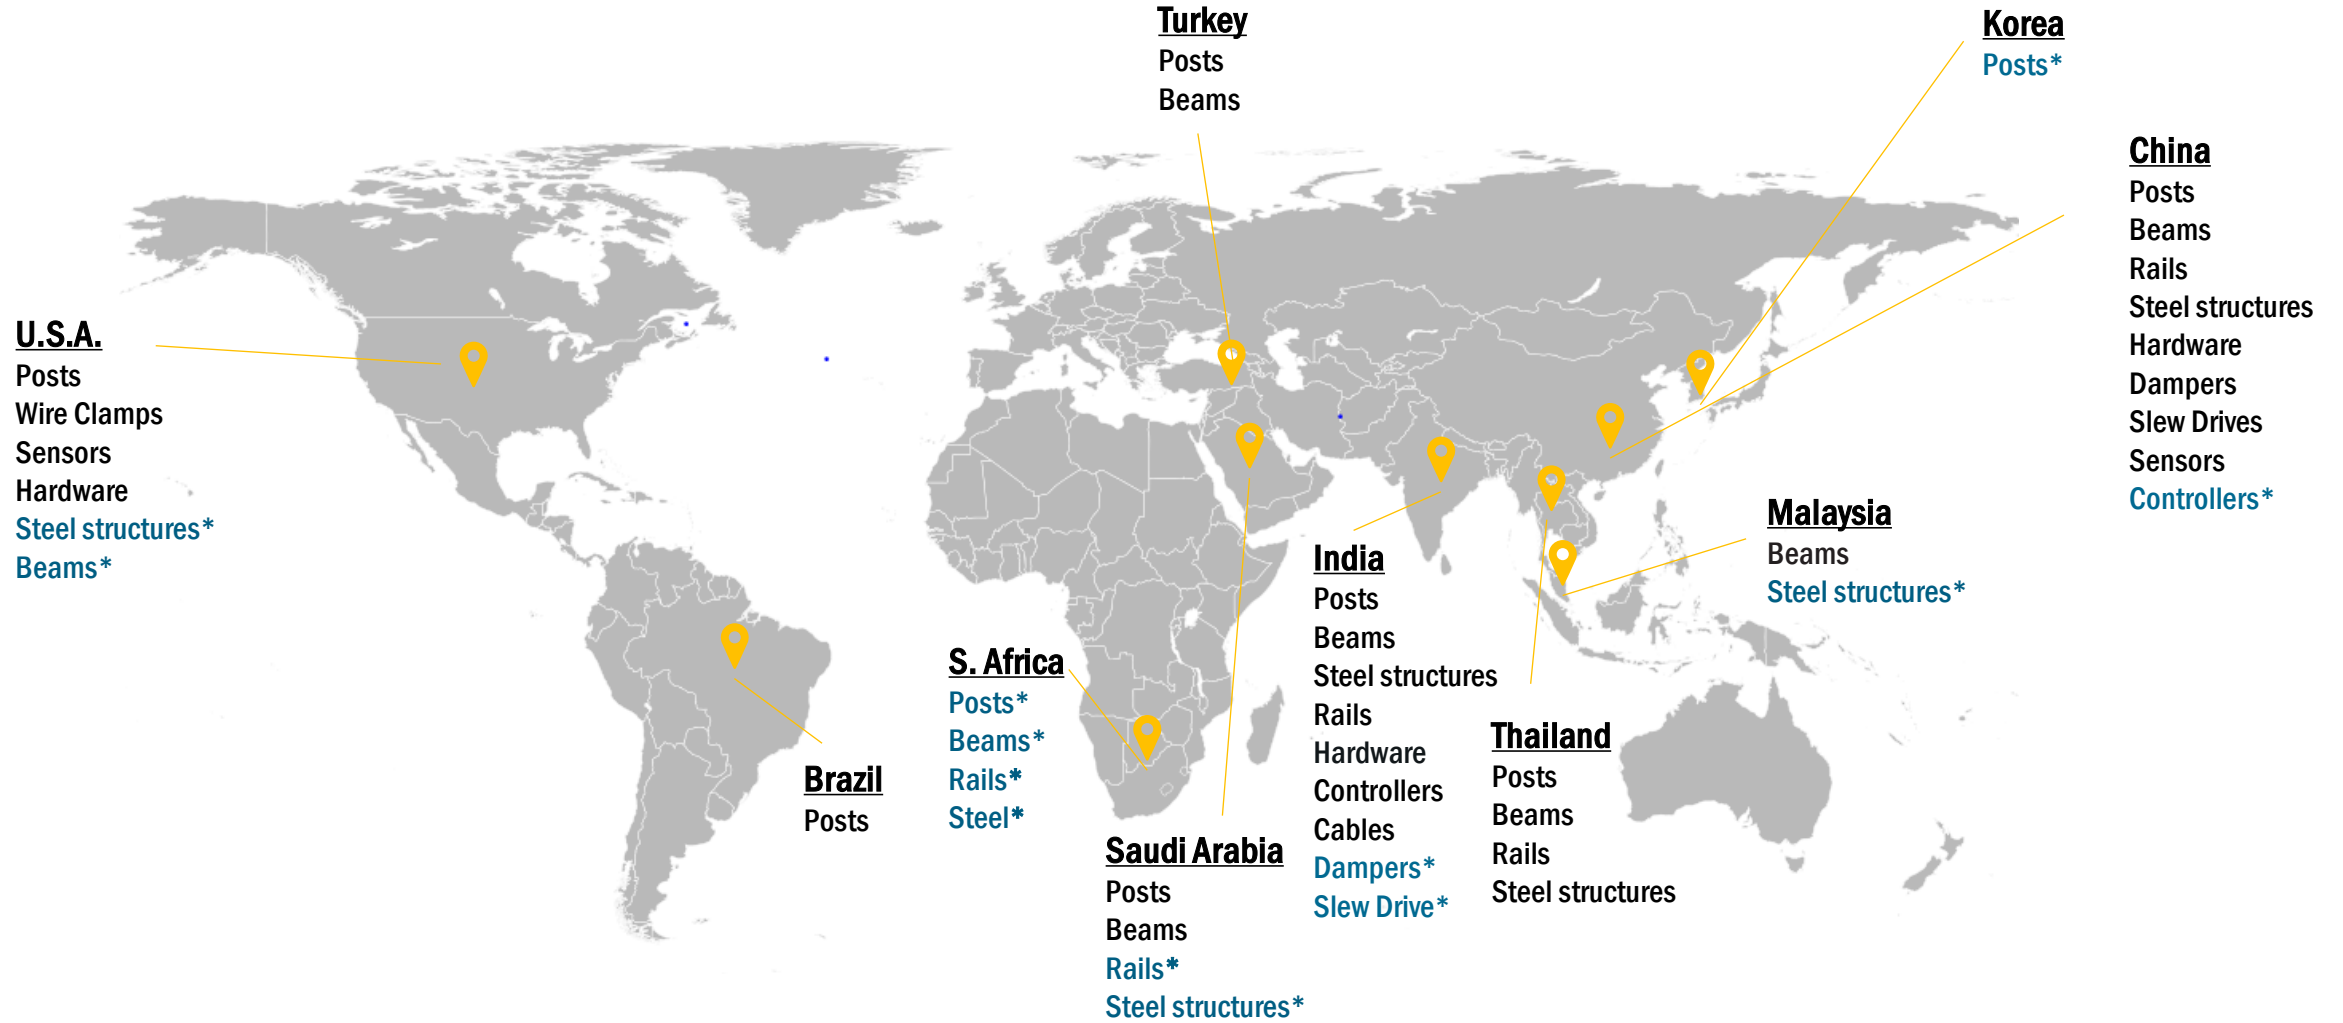 Turkey
Posts
Beams
Korea
Posts*
China
Posts
Beams
Rails
Steel structures
Hardware
Dampers
Slew Drives
Sensors
Controllers*
U.S.A.
Posts
Wire Clamps
Sensors
Hardware
Steel structures*
Beams*
Malaysia
Beams
Steel structures*
India
Posts
Beams
Steel structures
Rails
Hardware
Controllers
Cables
Dampers*
Slew Drive*
S. Africa
Posts*
Beams*
Rails*
Steel*
Thailand
Posts
Beams
Rails
Steel structures
Brazil
Posts
Saudi Arabia
Posts
Beams
Rails*
Steel structures*